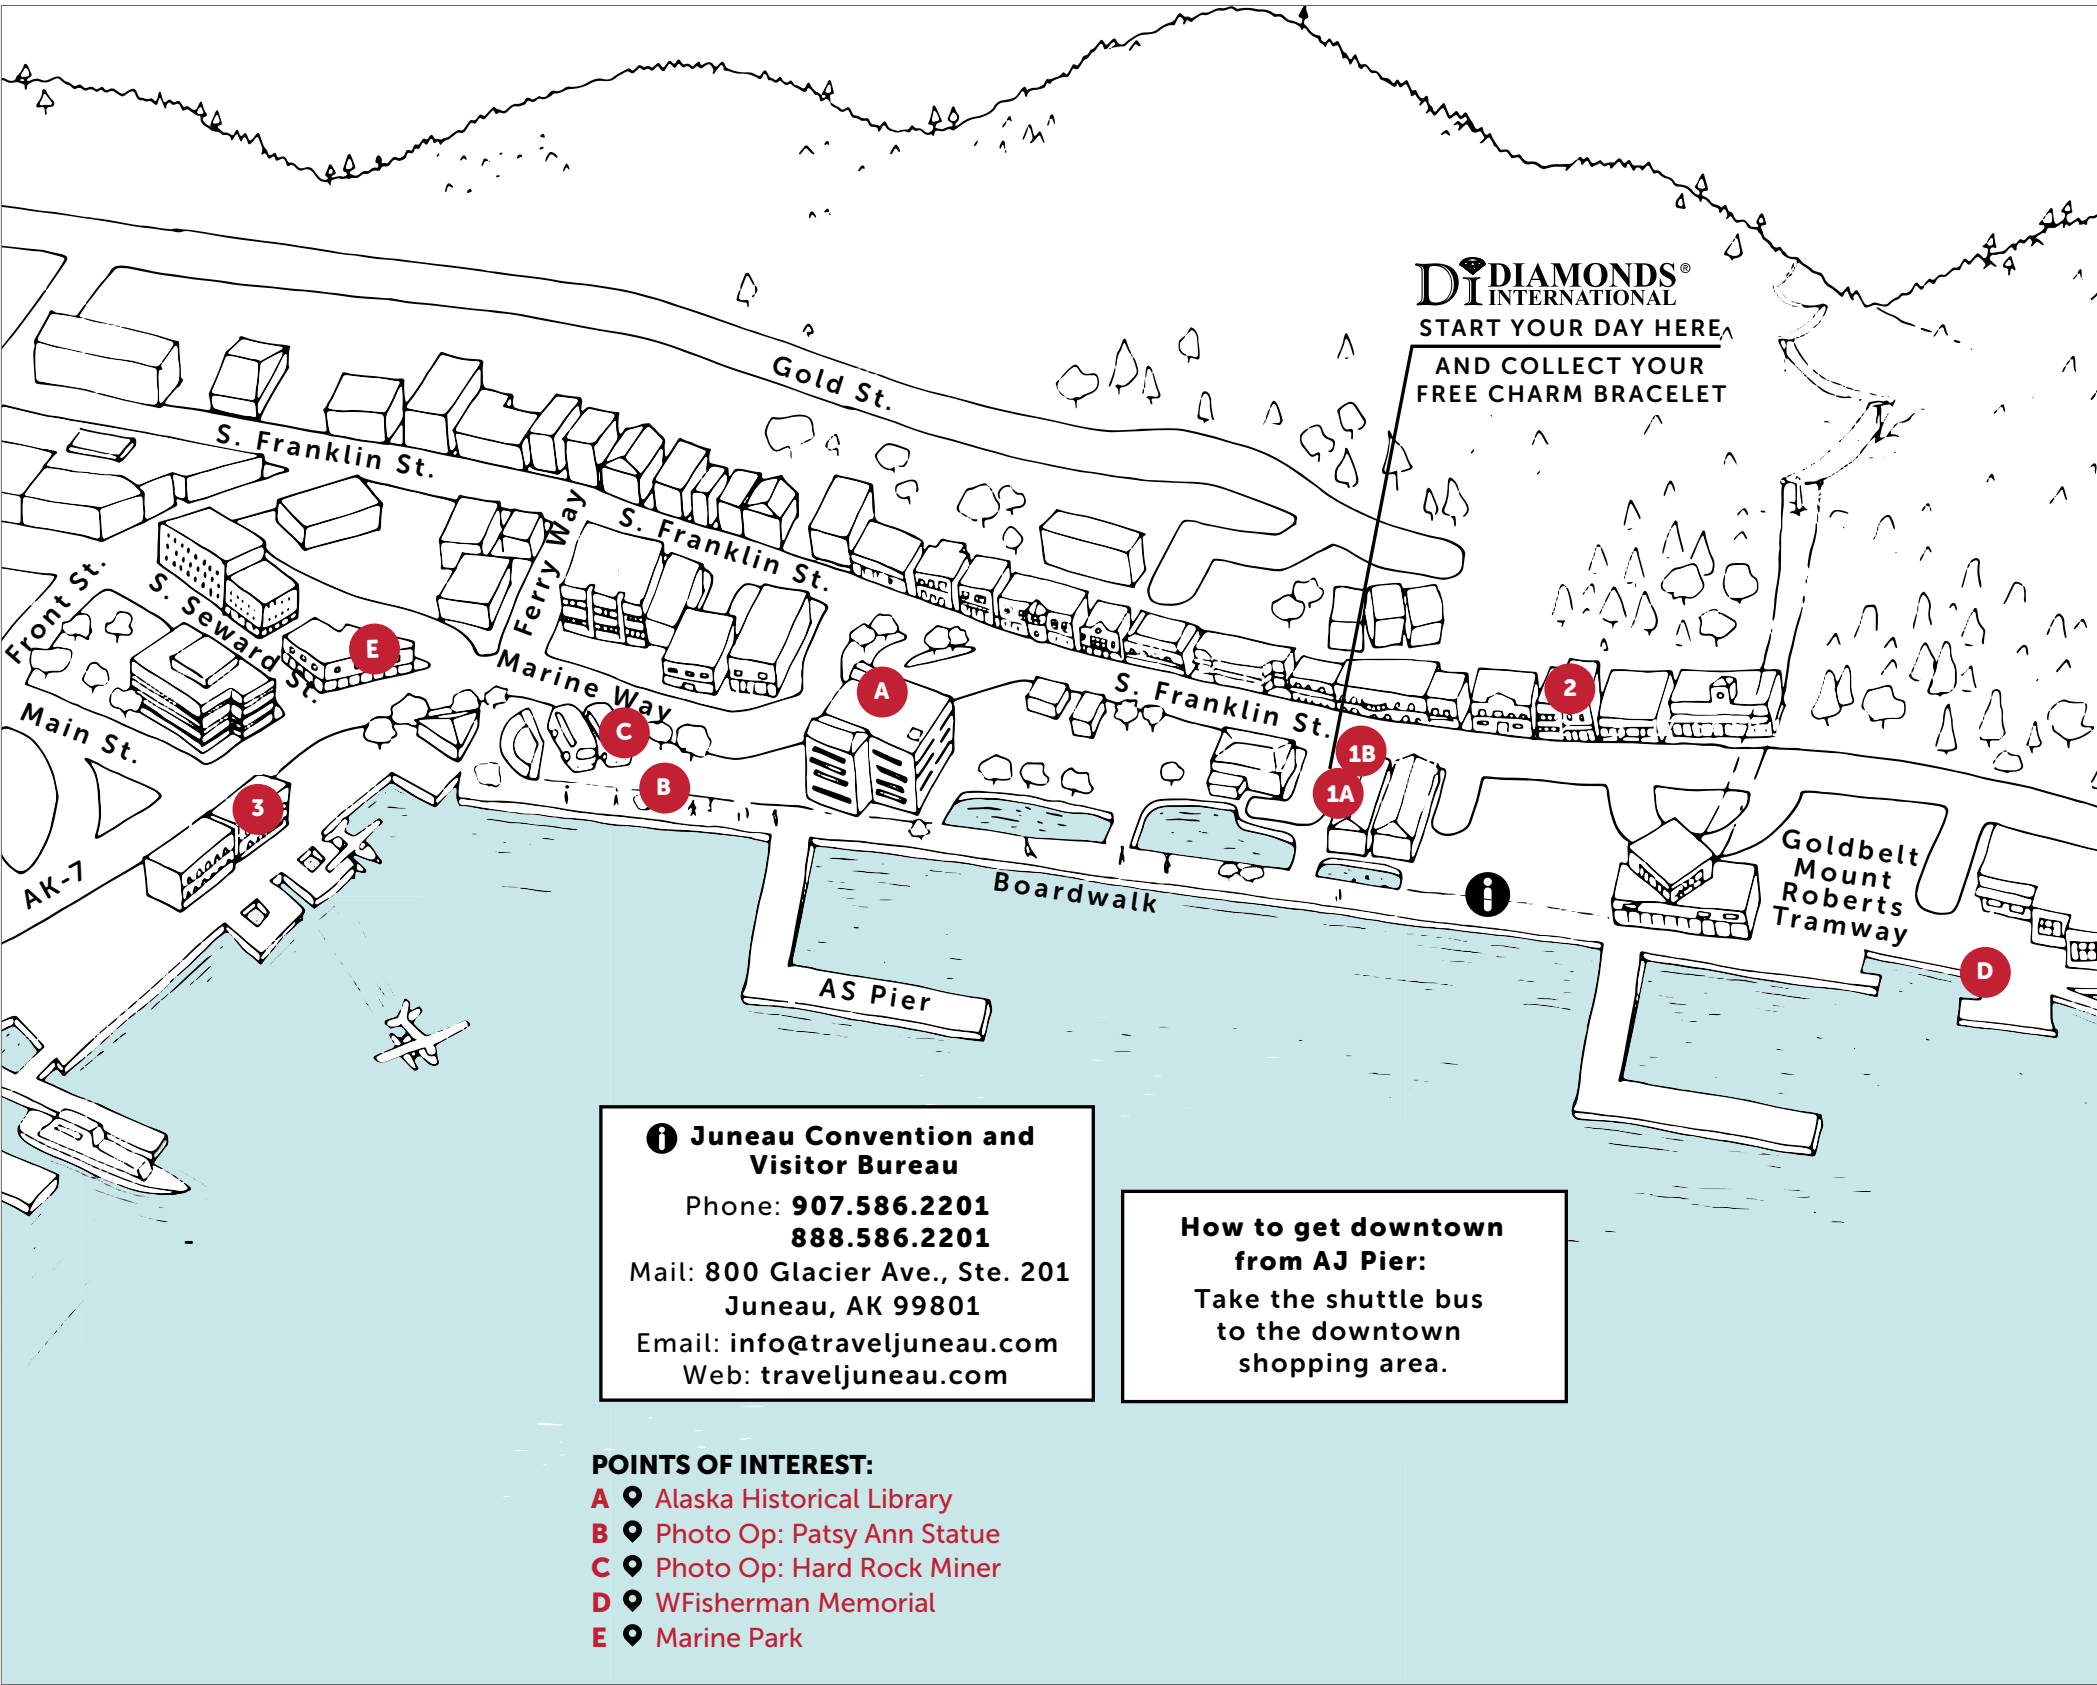 Di DIAMONDS®
INTERNATIONAL
START YOUR DAY HERE
AND COLLECT YOUR
FREE CHARM BRACELET
Gold St.
S. Franklin St.
Ferry Way
S. Franklin St.
Front St.
S. Seward St.
E
Marine Way
A
C
B
S. Franklin St.
2
1B
1A
Main St.
3
AK-7
Boardwalk
i
Goldbelt
Mount
Roberts
Tramway
D
AS Pier
i Juneau Convention and
Visitor Bureau
Phone: 907.586.2201
888.586.2201
Mail: 800 Glacier Ave., Ste. 201
Juneau, AK 99801
Email: info@traveljuneau.com
Web: traveljuneau.com
How to get downtown
from AJ Pier:
Take the shuttle bus
to the downtown
shopping area.
POINTS OF INTEREST:
A Alaska Historical Library
B Photo Op: Patsy Ann Statue
C Photo Op: Hard Rock Miner
D WFisherman Memorial
E Marine Park